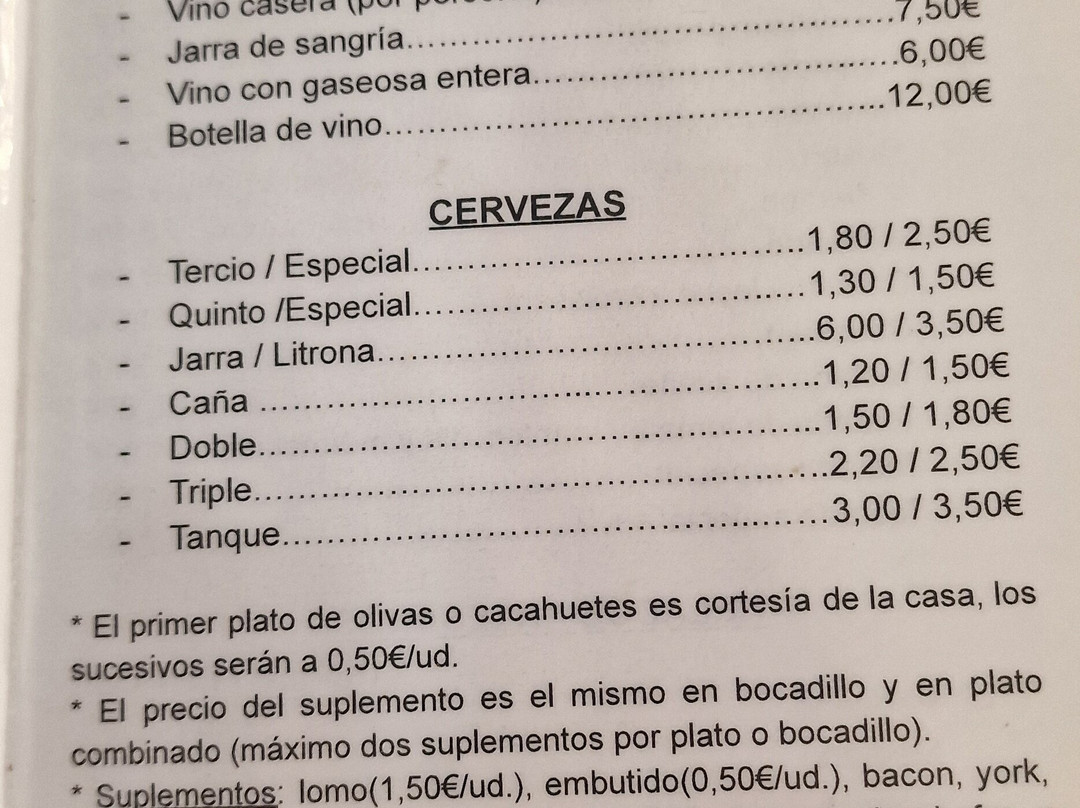 - Vino casera (por
- Jarra de sangría..............................................7,50€
- Vino con gaseosa entera...................................6,00€
- Botella de vino................................................12,00€
CERVEZAS
- Tercio / Especial......................................1,80 / 2,50€
- Quinto /Especial......................................1,30 / 1,50€
- Jarra / Litrona..........................................6,00 / 3,50€
- Caña .......................................................1,20 / 1,50€
- Doble.......................................................1,50 / 1,80€
- Triple........................................................2,20 / 2,50€
- Tanque.....................................................3,00 / 3,50€
* El primer plato de olivas o cacahuetes es cortesía de la casa, los
sucesivos serán a 0,50€/ud.
* El precio del suplemento es el mismo en bocadillo y en plato
combinado (máximo dos suplementos por plato o bocadillo).
* Suplementos: lomo(1,50€/ud.), embutido(0,50€/ud.), bacon, york,